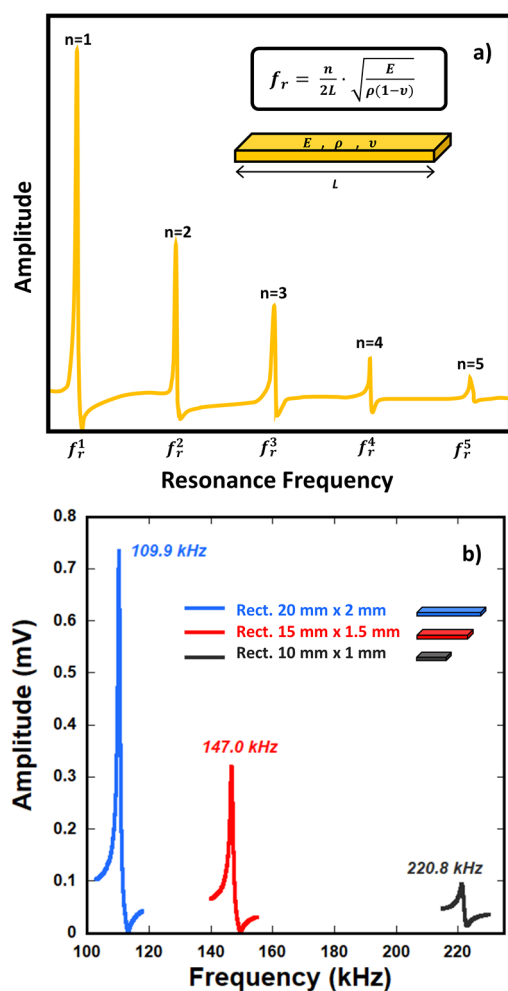 a)
n=1
f_r = n/2L · √(E/ρ(1−υ))
E , ρ , υ
L
n=2
n=3
n=4
n=5
Amplitude
f_r^1 f_r^2 f_r^3 f_r^4 f_r^5
Resonance Frequency
b)
0.8
0.7
0.6
0.5
0.4
0.3
0.2
0.1
0
109.9 kHz
Rect. 20 mm x 2 mm
Rect. 15 mm x 1.5 mm
Rect. 10 mm x 1 mm
147.0 kHz
220.8 kHz
Amplitude (mV)
100 120 140 160 180 200 220
Frequency (kHz)